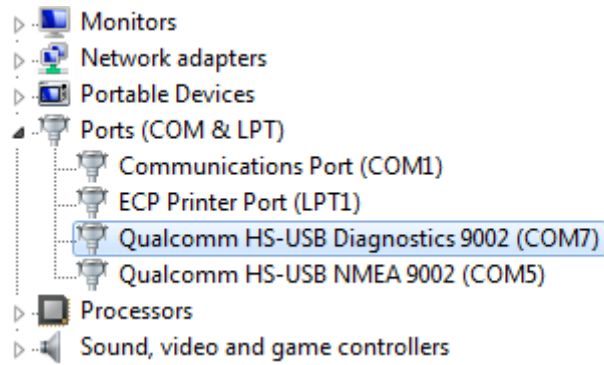 Monitors
Network adapters
Portable Devices
Ports (COM & LPT)
Communications Port (COM1)
ECP Printer Port (LPT1)
Qualcomm HS-USB Diagnostics 9002 (COM7)
Qualcomm HS-USB NMEA 9002 (COM5)
Processors
Sound, video and game controllers